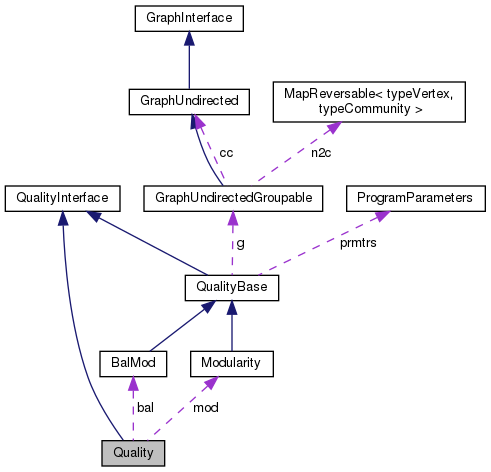 GraphInterface
GraphUndirected
MapReversable< typeVertex,
typeCommunity >
cc
n2c
QualityInterface
GraphUndirectedGroupable
ProgramParameters
g
prmtrs
QualityBase
BalMod
Modularity
bal
mod
Quality